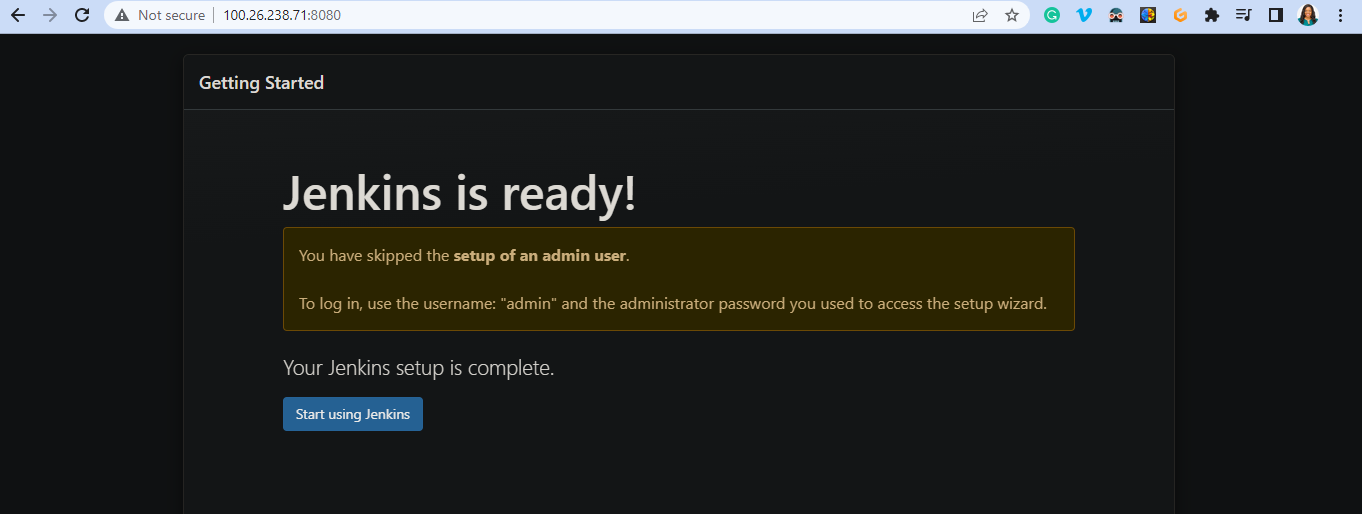 Not secure | 100.26.238.71:8080
Getting Started
Jenkins is ready!
You have skipped the setup of an admin user.
To log in, use the username: "admin" and the administrator password you used to access the setup wizard.
Your Jenkins setup is complete.
Start using Jenkins